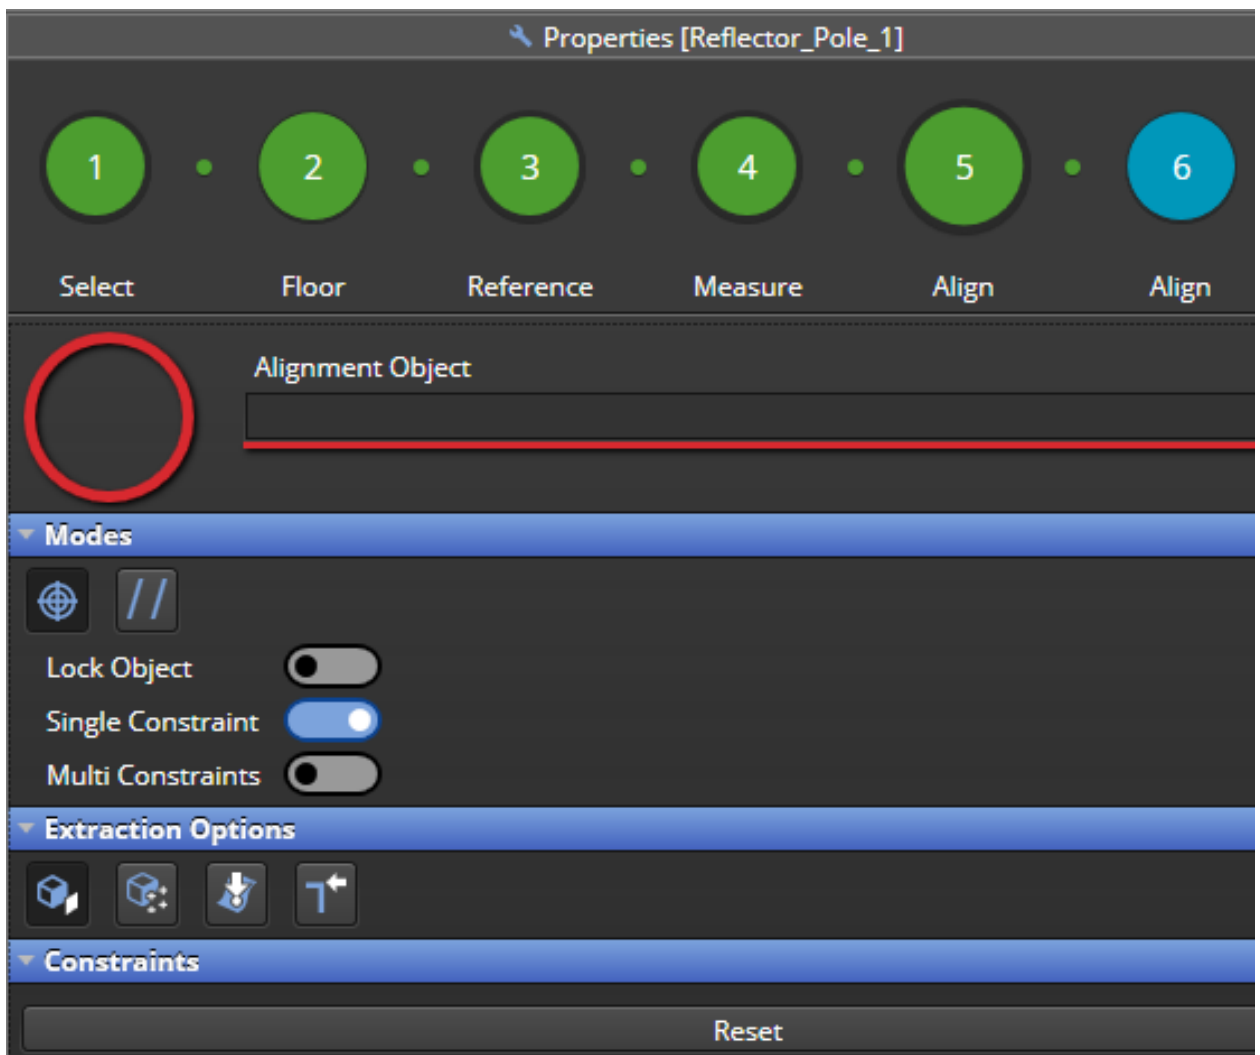 Properties [Reflector_Pole_1]
1 2 3 4 5 6
Select Floor Reference Measure Align Align
Alignment Object
Modes
Lock Object
Single Constraint
Multi Constraints
Extraction Options
Constraints
Reset